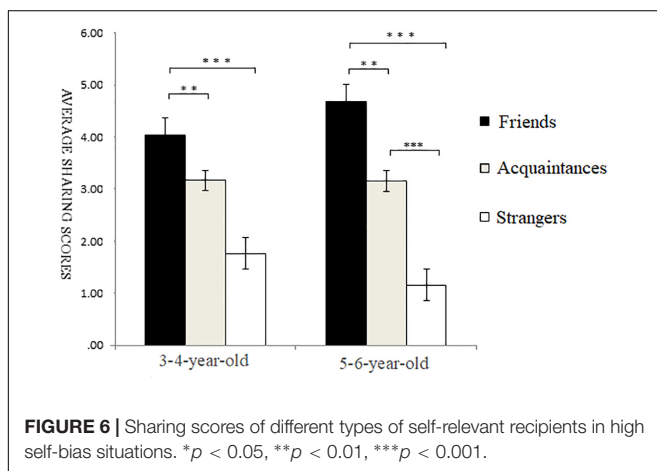 6.00
* * *
* * *
5.00
* *
* *
4.00
***
3.00
2.00
1.00
.00
AVERAGE SHARING SCORES
Friends
Acquaintances
Strangers
3-4-year-old
5-6-year-old
FIGURE 6 | Sharing scores of different types of self-relevant recipients in high
self-bias situations. *p < 0.05, **p < 0.01, ***p < 0.001.